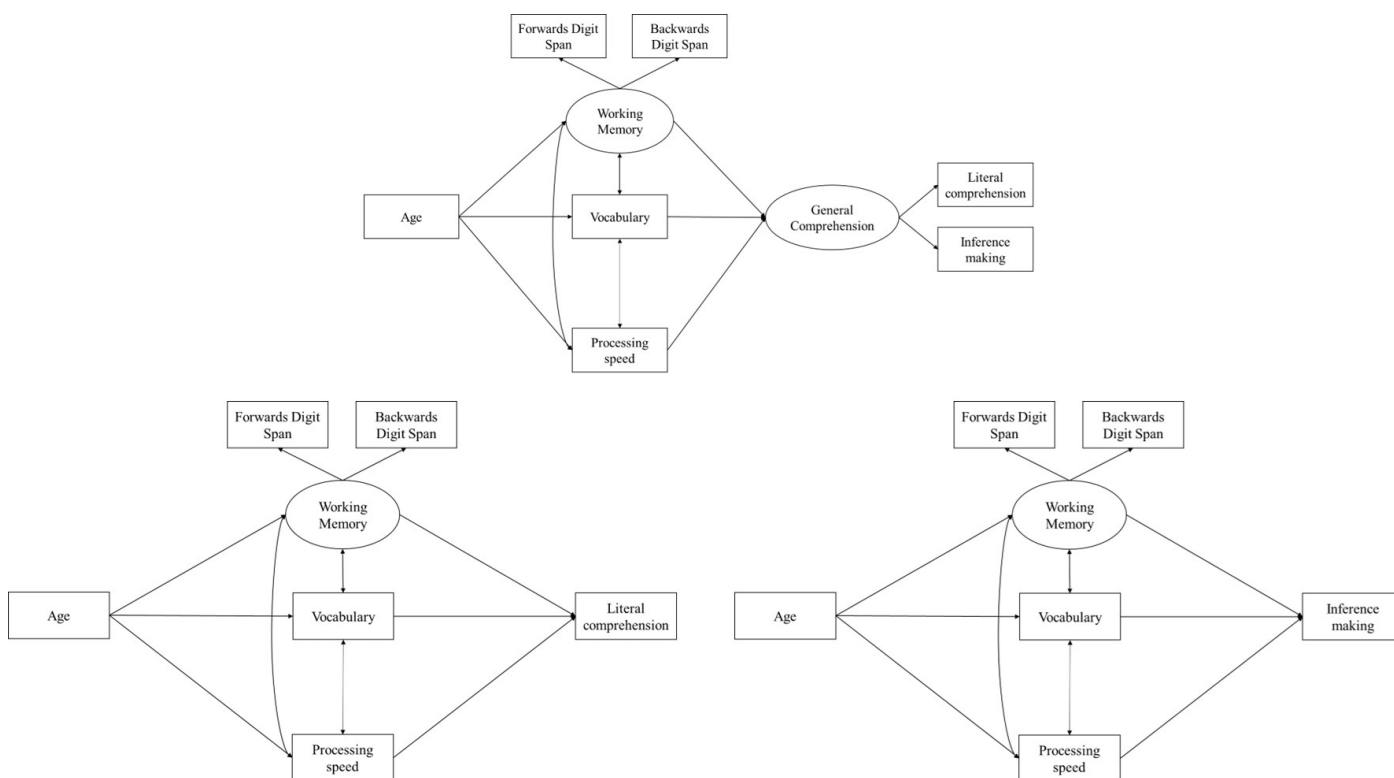 Forwards Digit
Span
Backwards
Digit Span
Working
Memory
Literal
comprehension
Age
Vocabulary
General
Comprehension
Inference
making
Processing
speed
Forwards Digit
Span
Backwards
Digit Span
Working
Memory
Age
Vocabulary
Literal
comprehension
Processing
speed
Forwards Digit
Span
Backwards
Digit Span
Working
Memory
Age
Vocabulary
Inference
making
Processing
speed